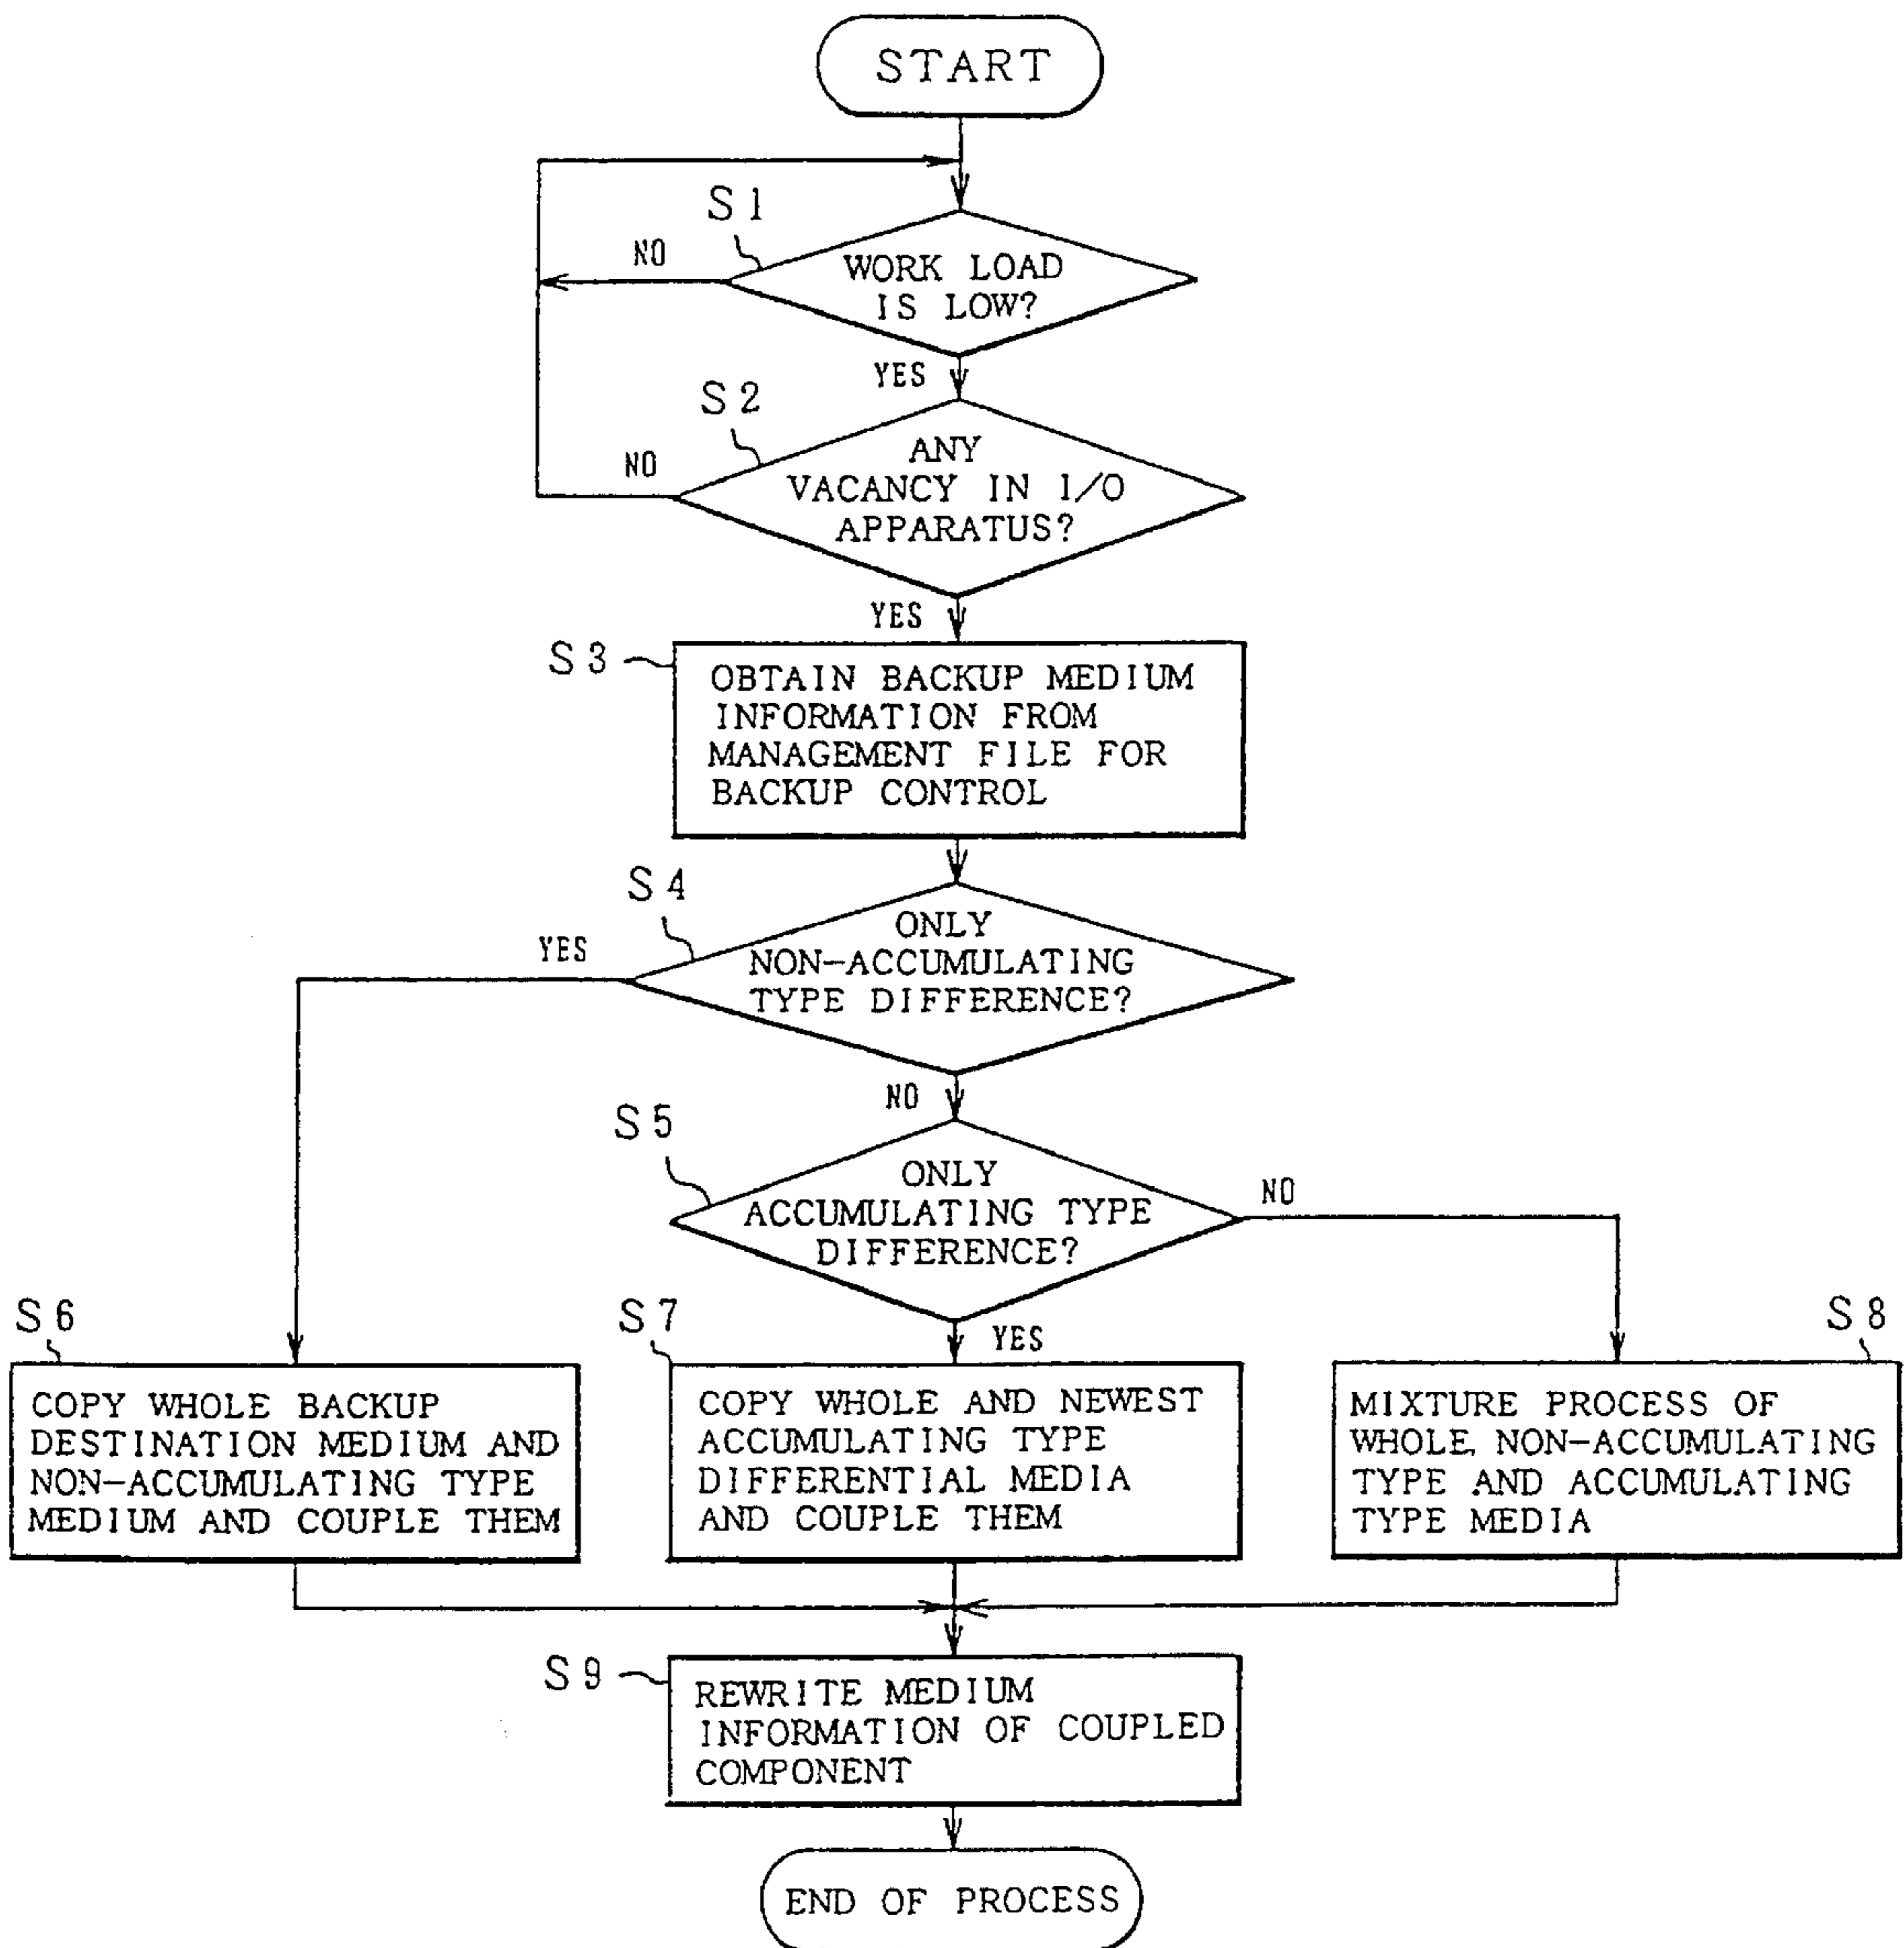 START
S1
NO
WORK LOAD
IS LOW?
YES
S2
NO
ANY
VACANCY IN I/O
APPARATUS?
YES
S3
OBTAIN BACKUP MEDIUM
INFORMATION FROM
MANAGEMENT FILE FOR
BACKUP CONTROL
S4
YES
ONLY
NON-ACCUMULATING
TYPE DIFFERENCE?
NO
S5
ONLY
ACCUMULATING TYPE
DIFFERENCE?
NO
YES
S6
COPY WHOLE BACKUP
DESTINATION MEDIUM AND
NON-ACCUMULATING TYPE
MEDIUM AND COUPLE THEM
S7
COPY WHOLE AND NEWEST
ACCUMULATING TYPE
DIFFERENTIAL MEDIA
AND COUPLE THEM
S8
MIXTURE PROCESS OF
WHOLE, NON-ACCUMULATING
TYPE AND ACCUMULATING
TYPE MEDIA
S9
REWRITE MEDIUM
INFORMATION OF COUPLED
COMPONENT
END OF PROCESS